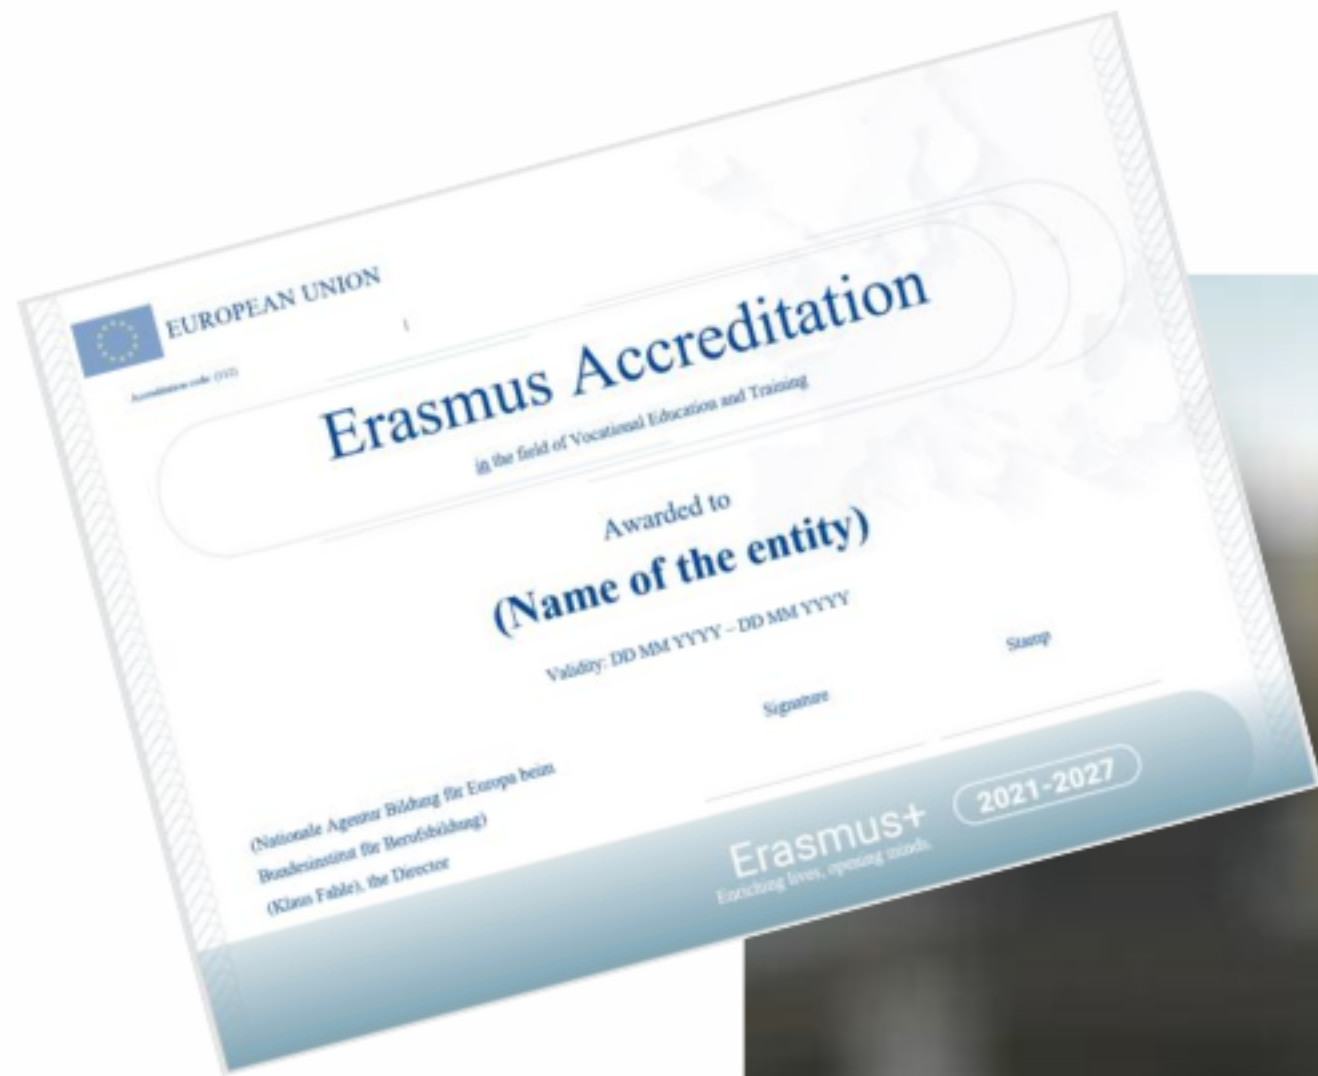 EUROPEAN UNION
Accreditation code
Erasmus Accreditation
in the field of Vocational Education and Training
Awarded to
(Name of the entity)
Validity: DD MM YYYY – DD MM YYYY
Stamp
Signature
(Nationale Agentur Bildung für Europa beim
Bundesinstitut für Berufsbildung)
(Klaus Fahle), the Director
Erasmus+
2021-2027
Enriching lives, opening minds.